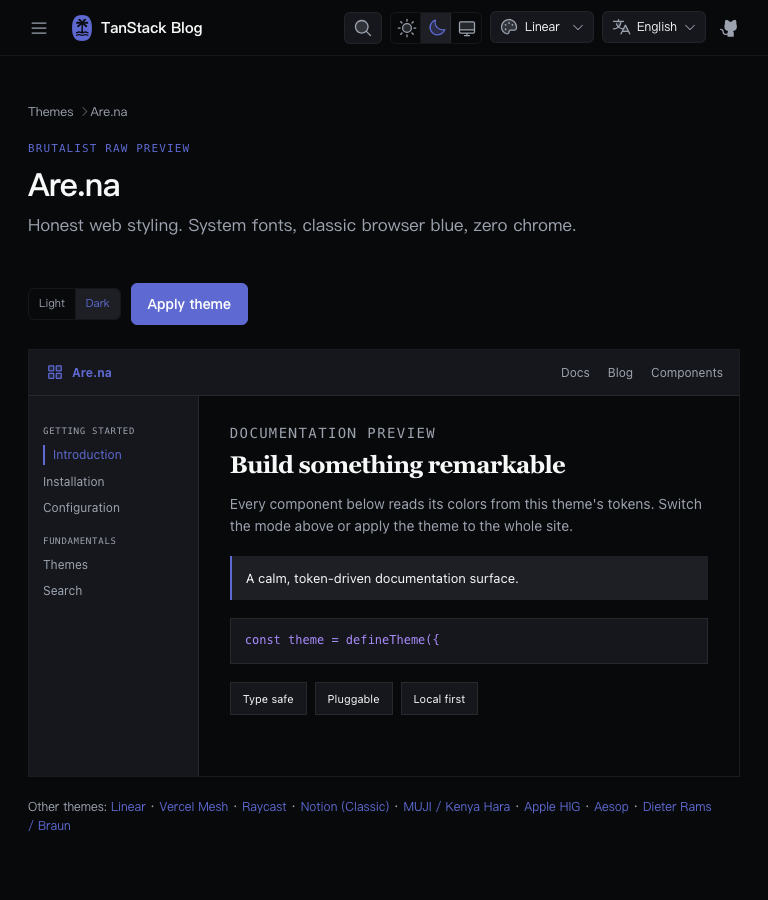 TanStack Blog
Linear
English
Themes
Are.na
BRUTALIST RAW PREVIEW
Are.na
Honest web styling. System fonts, classic browser blue, zero chrome.
Light
Dark
Apply theme
Are.na
Docs
Blog
Components
GETTING STARTED
Introduction
Installation
Configuration
FUNDAMENTALS
Themes
Search
DOCUMENTATION PREVIEW
Build something remarkable
Every component below reads its colors from this theme's tokens. Switch
the mode above or apply the theme to the whole site.
A calm, token-driven documentation surface.
const theme = defineTheme({
Type safe
Pluggable
Local first
Other themes: Linear · Vercel Mesh · Raycast · Notion (Classic) · MUJI / Kenya Hara · Apple HIG · Aesop · Dieter Rams
/ Braun